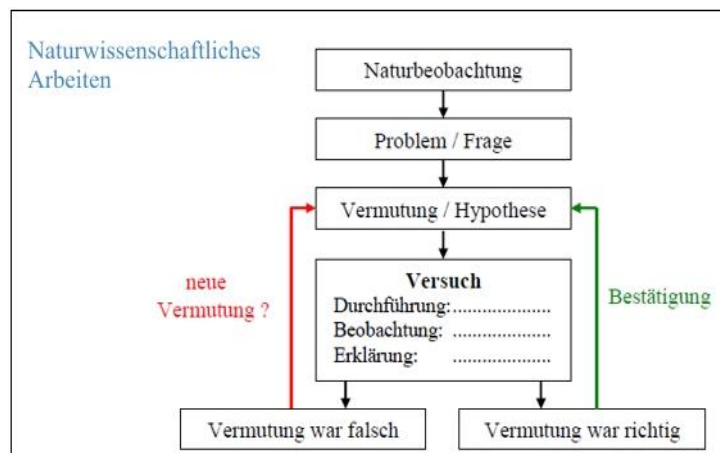 Naturwissenschaftliches
Arbeiten
Naturbeobachtung
Problem / Frage
Vermutung / Hypothese
neue
Vermutung ?
Versuch
Durchführung: .....................
Beobachtung: .....................
Erklärung: .....................
Bestätigung
Vermutung war falsch
Vermutung war richtig